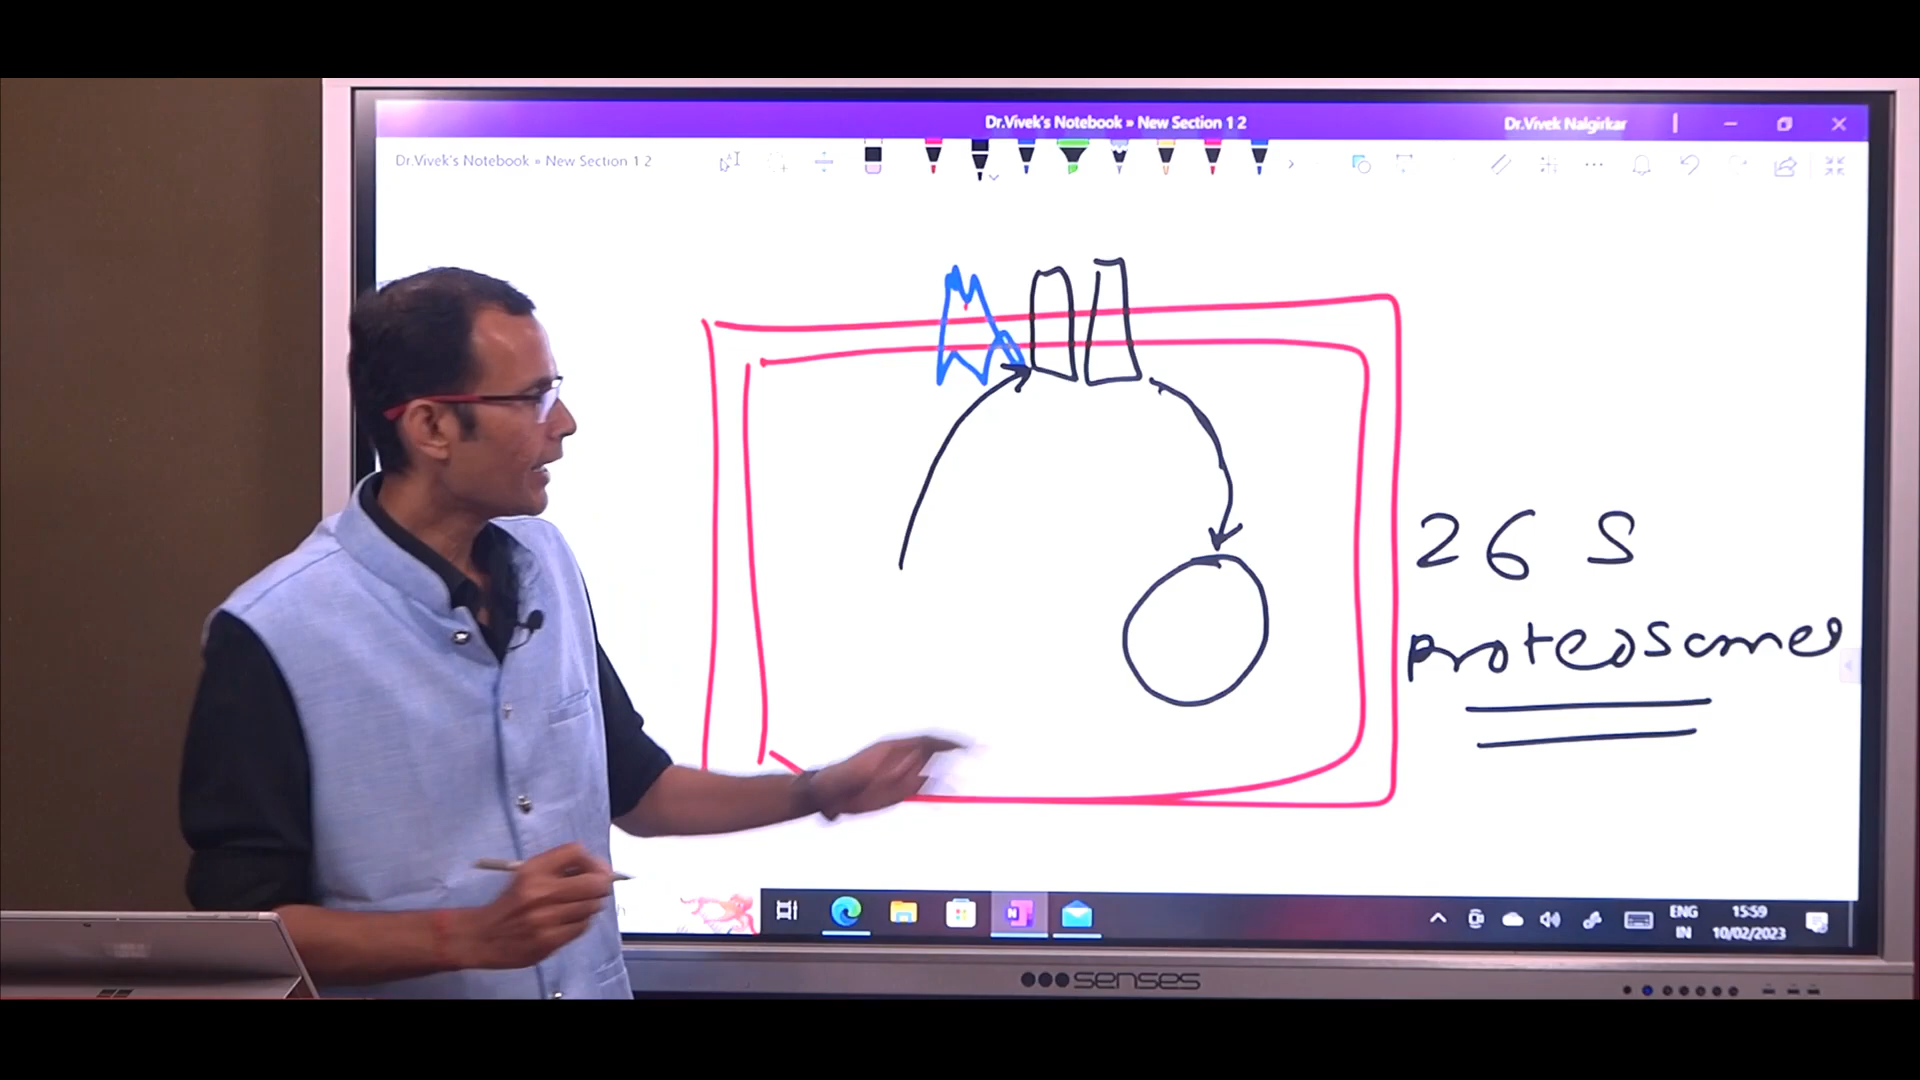 Dr.Vivek's Notebook » New Section 1 2
Dr.Vivek Nalgirkar
Dr.Vivek's Notebook » New Section 1 2
26 S
proteosomes
ENG
IN
15:59
10/02/2023
senses